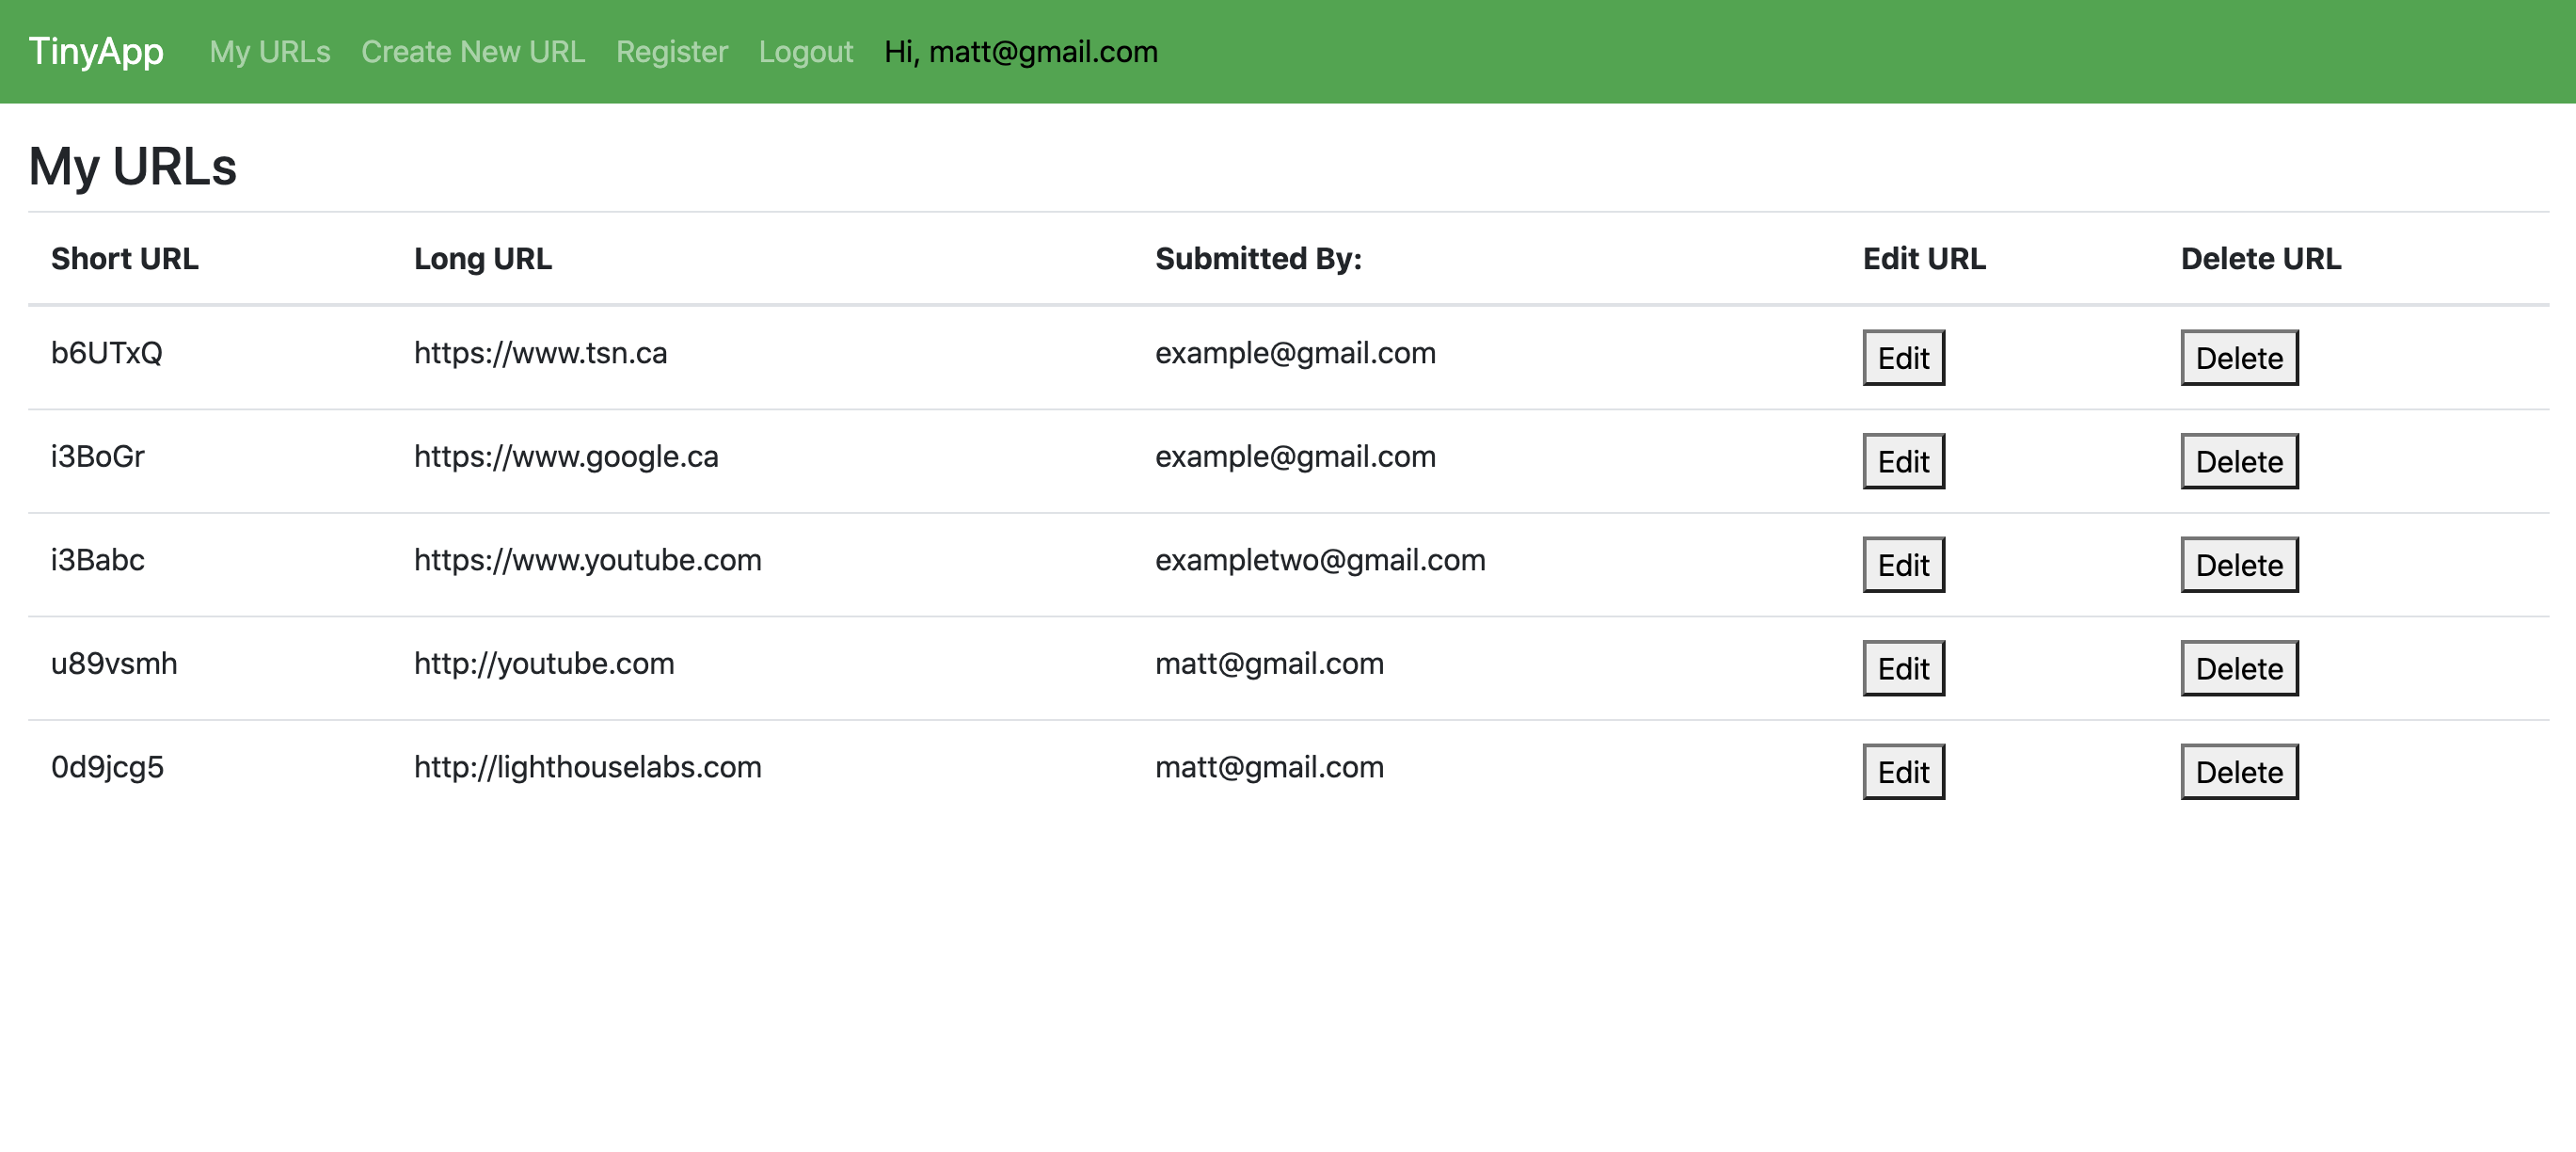 TinyApp My URLs Create New URL Register Logout Hi, matt@gmail.com
My URLs
Short URL Long URL Submitted By: Edit URL Delete URL
b6UTxQ https://www.tsn.ca example@gmail.com Edit Delete
i3BoGr https://www.google.ca example@gmail.com Edit Delete
i3Babc https://www.youtube.com exampletwo@gmail.com Edit Delete
u89vsmh http://youtube.com matt@gmail.com Edit Delete
0d9jcg5 http://lighthouselabs.com matt@gmail.com Edit Delete